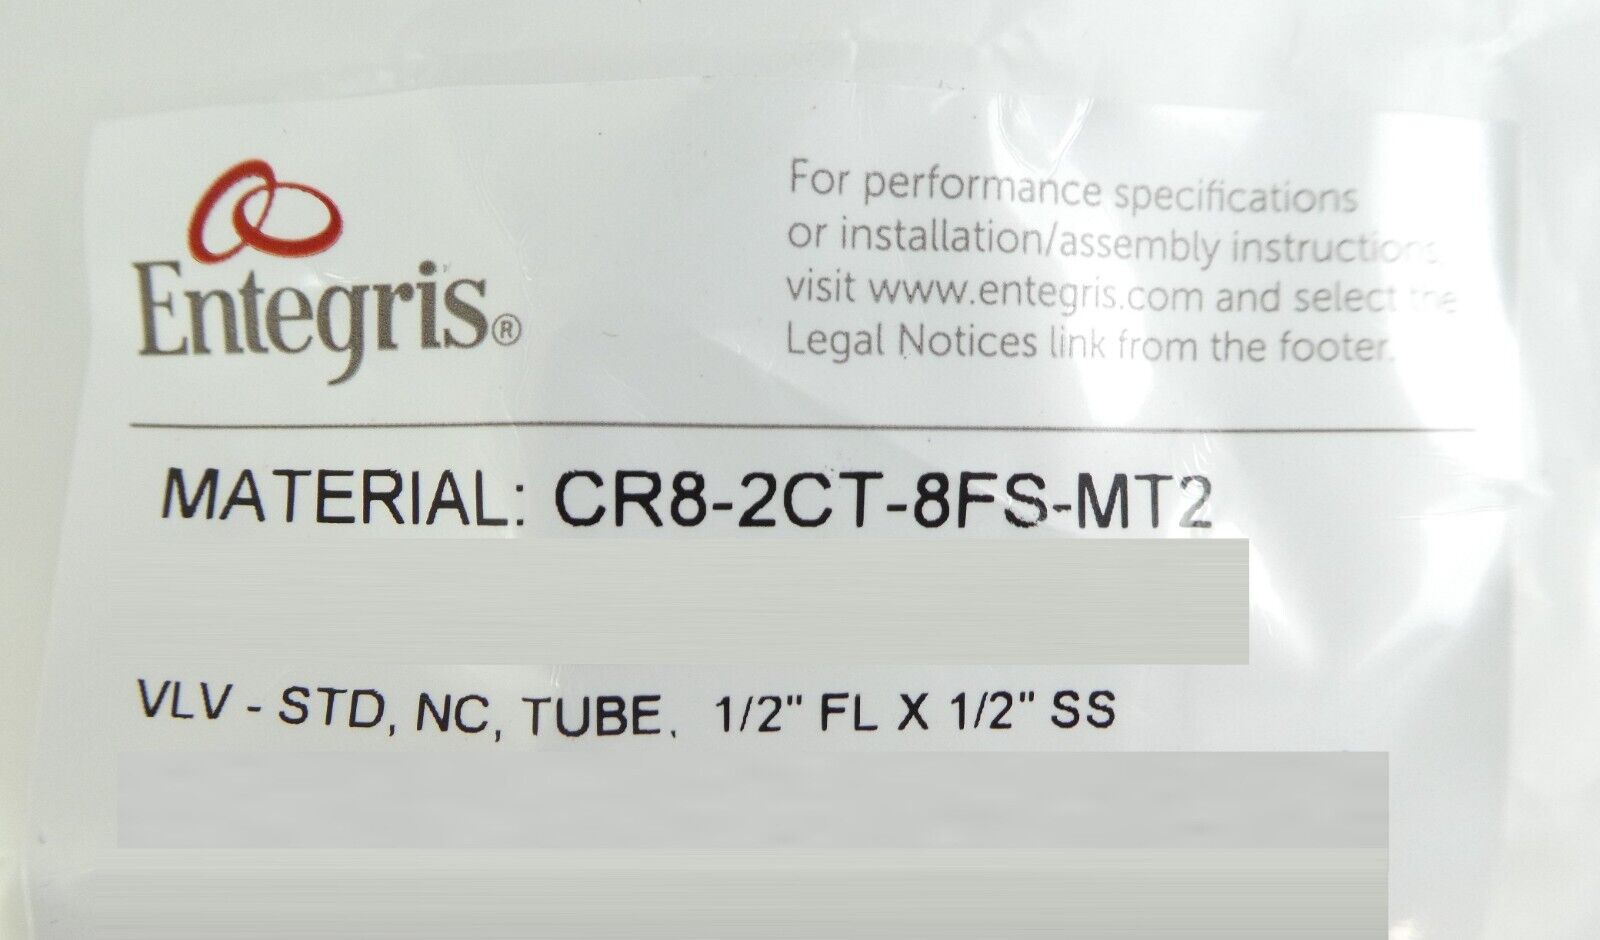 Entegris®
For performance specifications
or installation/assembly instructions,
visit www.entegris.com and select the
Legal Notices link from the footer.
MATERIAL: CR8-2CT-8FS-MT2
VLV - STD, NC, TUBE, 1/2" FL X 1/2" SS